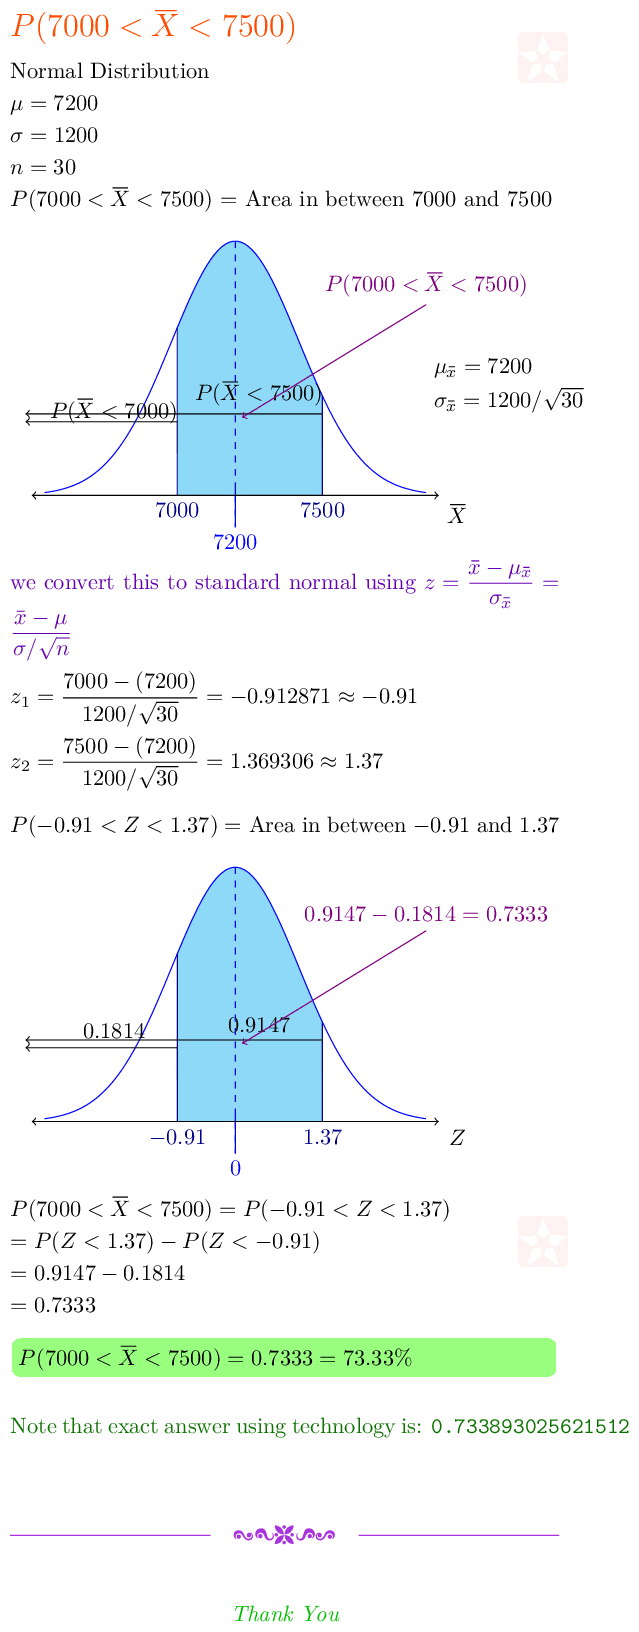 P(7000 < X̅ < 7500)
Normal Distribution
μ = 7200
σ = 1200
n = 30
P(7000 < X̅ < 7500) = Area in between 7000 and 7500
P(7000 < X̅ < 7500)
μ_x̄ = 7200
σ_x̄ = 1200/√30
P(X̅ < 7500)
P(X̅ < 7000)
7000 7500
X̅
7200
we convert this to standard normal using z = (x̄ − μ_x̄)/σ_x̄ =
(x̄ − μ)/(σ/√n)
z₁ = (7000 − (7200))/(1200/√30) = −0.912871 ≈ −0.91
z₂ = (7500 − (7200))/(1200/√30) = 1.369306 ≈ 1.37
P(−0.91 < Z < 1.37) = Area in between −0.91 and 1.37
0.9147 − 0.1814 = 0.7333
0.1814 0.9147
−0.91 1.37 Z
0
P(7000 < X̅ < 7500) = P(−0.91 < Z < 1.37)
= P(Z < 1.37) − P(Z < −0.91)
= 0.9147 − 0.1814
= 0.7333
P(7000 < X̅ < 7500) = 0.7333 = 73.33%
Note that exact answer using technology is: 0.733893025621512
Thank You